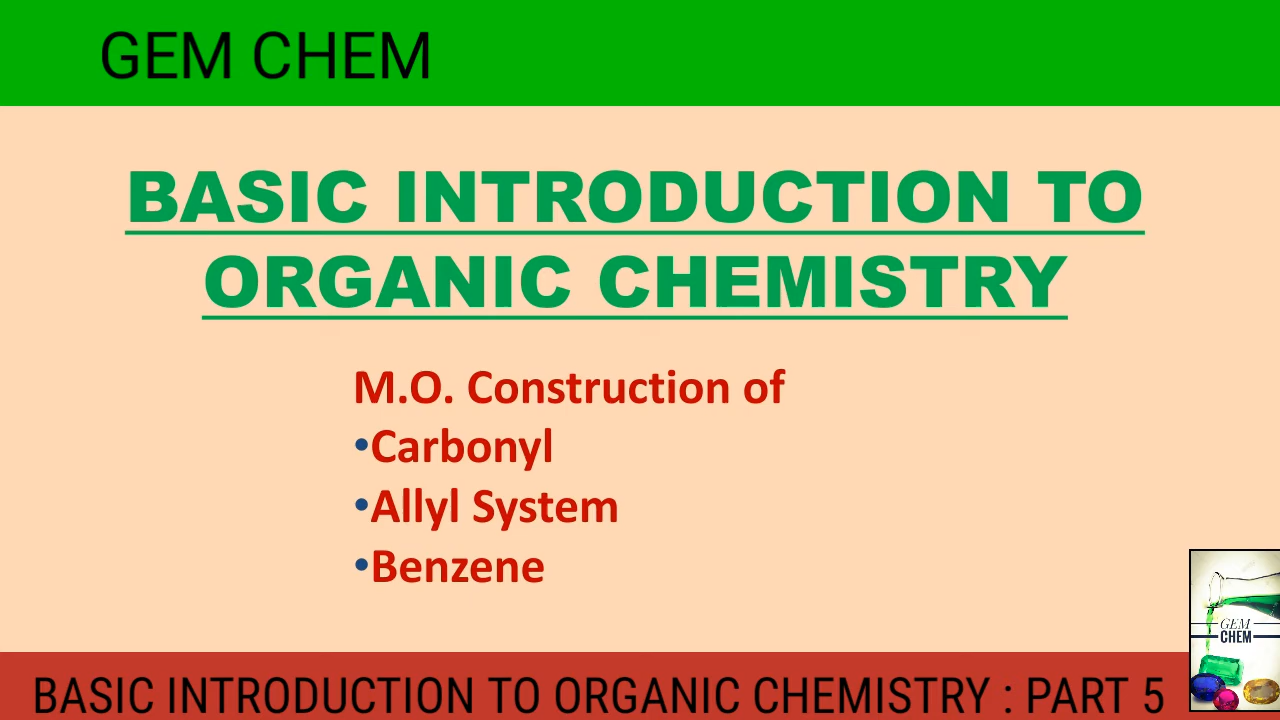 GEM CHEM
BASIC INTRODUCTION TO
ORGANIC CHEMISTRY
M.O. Construction of
•Carbonyl
•Allyl System
•Benzene
GEM
CHEM
BASIC INTRODUCTION TO ORGANIC CHEMISTRY : PART 5